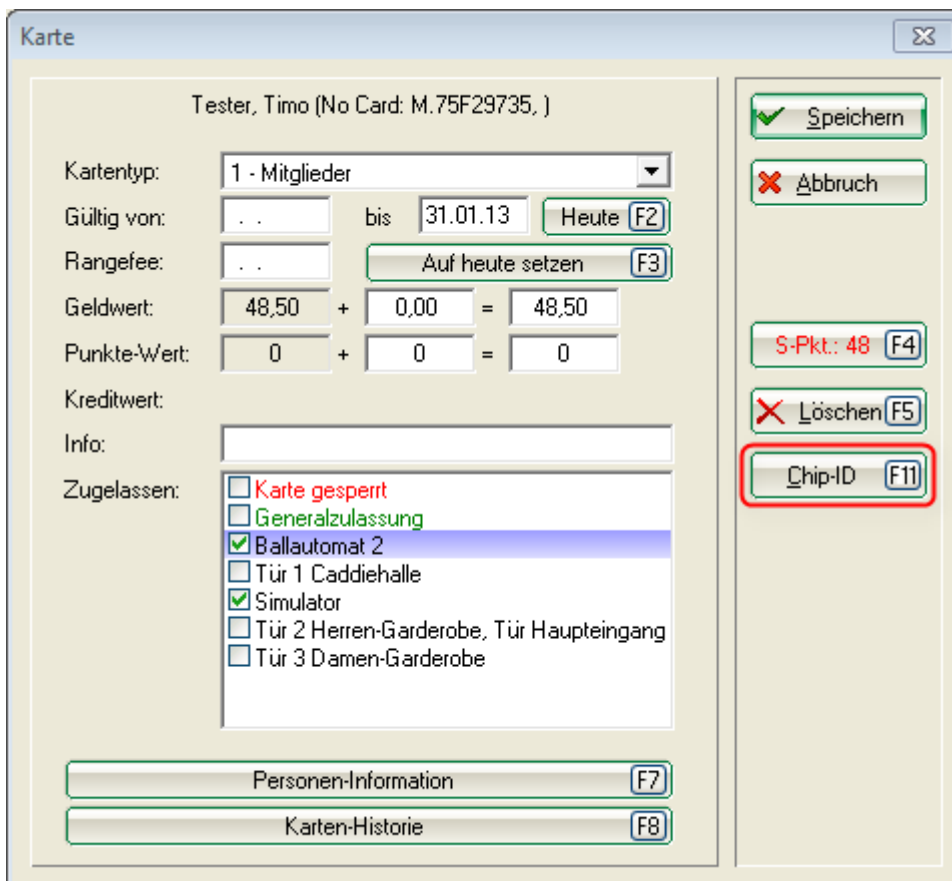 Karte
Tester, Timo (No Card: M.75F29735, )
Kartentyp: 1 - Mitglieder
Gültig von: . . bis 31.01.13 Heute F2
Rangefee: . . Auf heute setzen F3
Geldwert: 48,50 + 0,00 = 48,50
Punkte-Wert: 0 + 0 = 0
Kreditwert:
Info:
Zugelassen:
Karte gesperrt
Generalzulassung
Ballautomat 2
Tür 1 Caddiehalle
Simulator
Tür 2 Herren-Garderobe, Tür Haupteingang
Tür 3 Damen-Garderobe
Personen-Information F7
Karten-Historie F8
Speichern
Abbruch
S-Pkt.: 48 F4
Löschen F5
Chip-ID F11